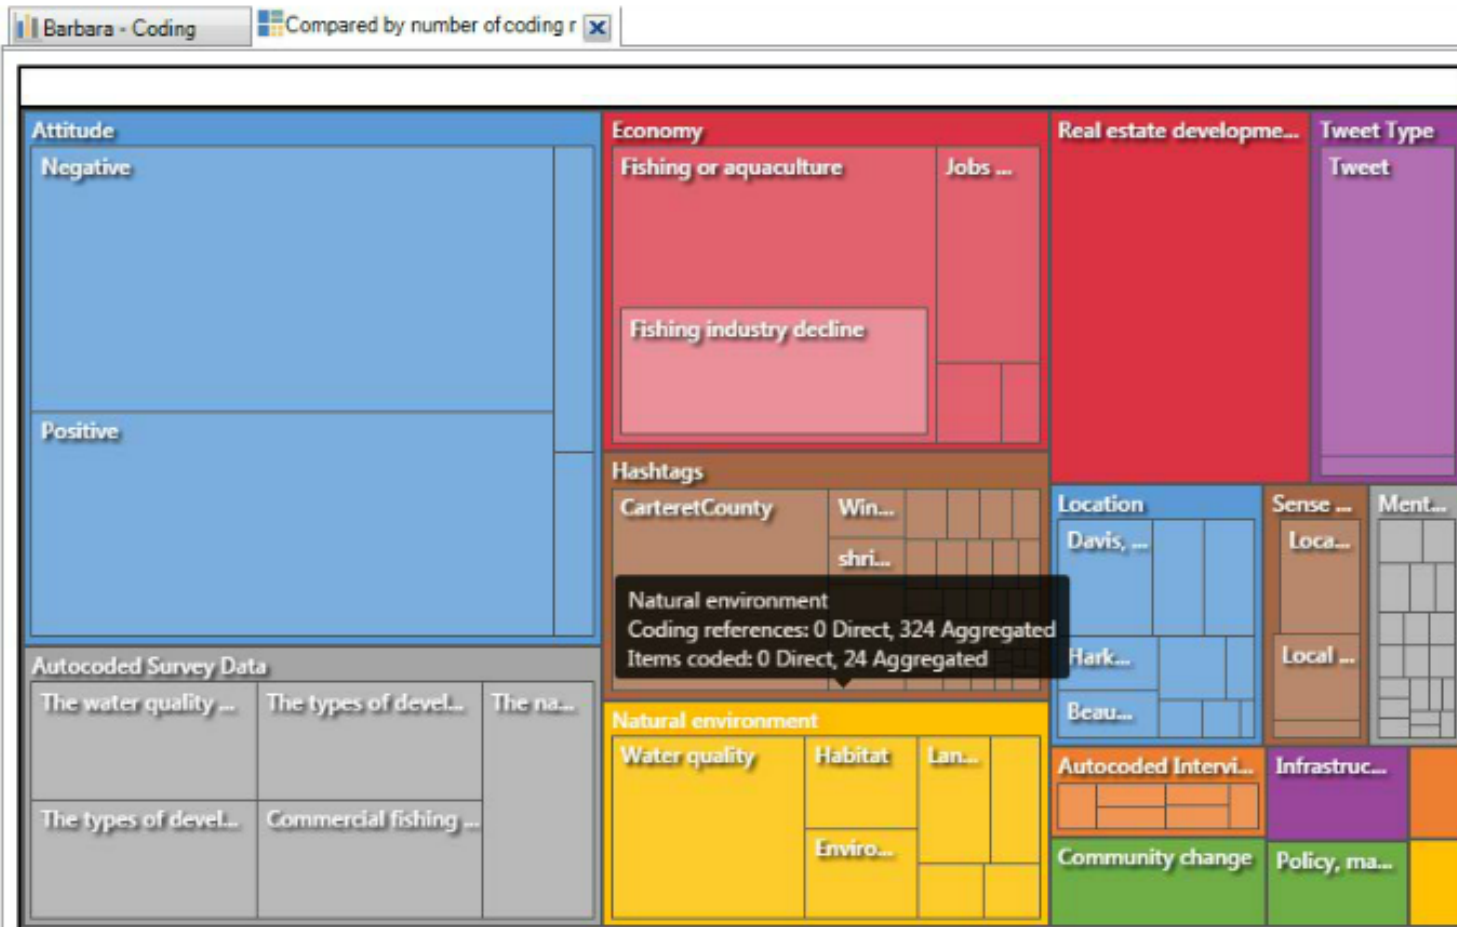 Barbara - Coding
Compared by number of coding r
Attitude
Negative
Positive
Economy
Fishing or aquaculture
Jobs ...
Fishing industry decline
Real estate developme...
Tweet Type
Tweet
Hashtags
CarteretCounty
Win...
shri...
Natural environment
Coding references: 0 Direct, 324 Aggregated
Items coded: 0 Direct, 24 Aggregated
Location
Davis, ...
Hark...
Beau...
Sense ...
Loca...
Local ...
Ment...
Autocoded Survey Data
The water quality ...
The types of devel...
The na...
The types of devel...
Commercial fishing ...
Natural environment
Water quality
Habitat
Lan...
Enviro...
Autocoded Intervi...
Infrastruc...
Community change
Policy, ma...